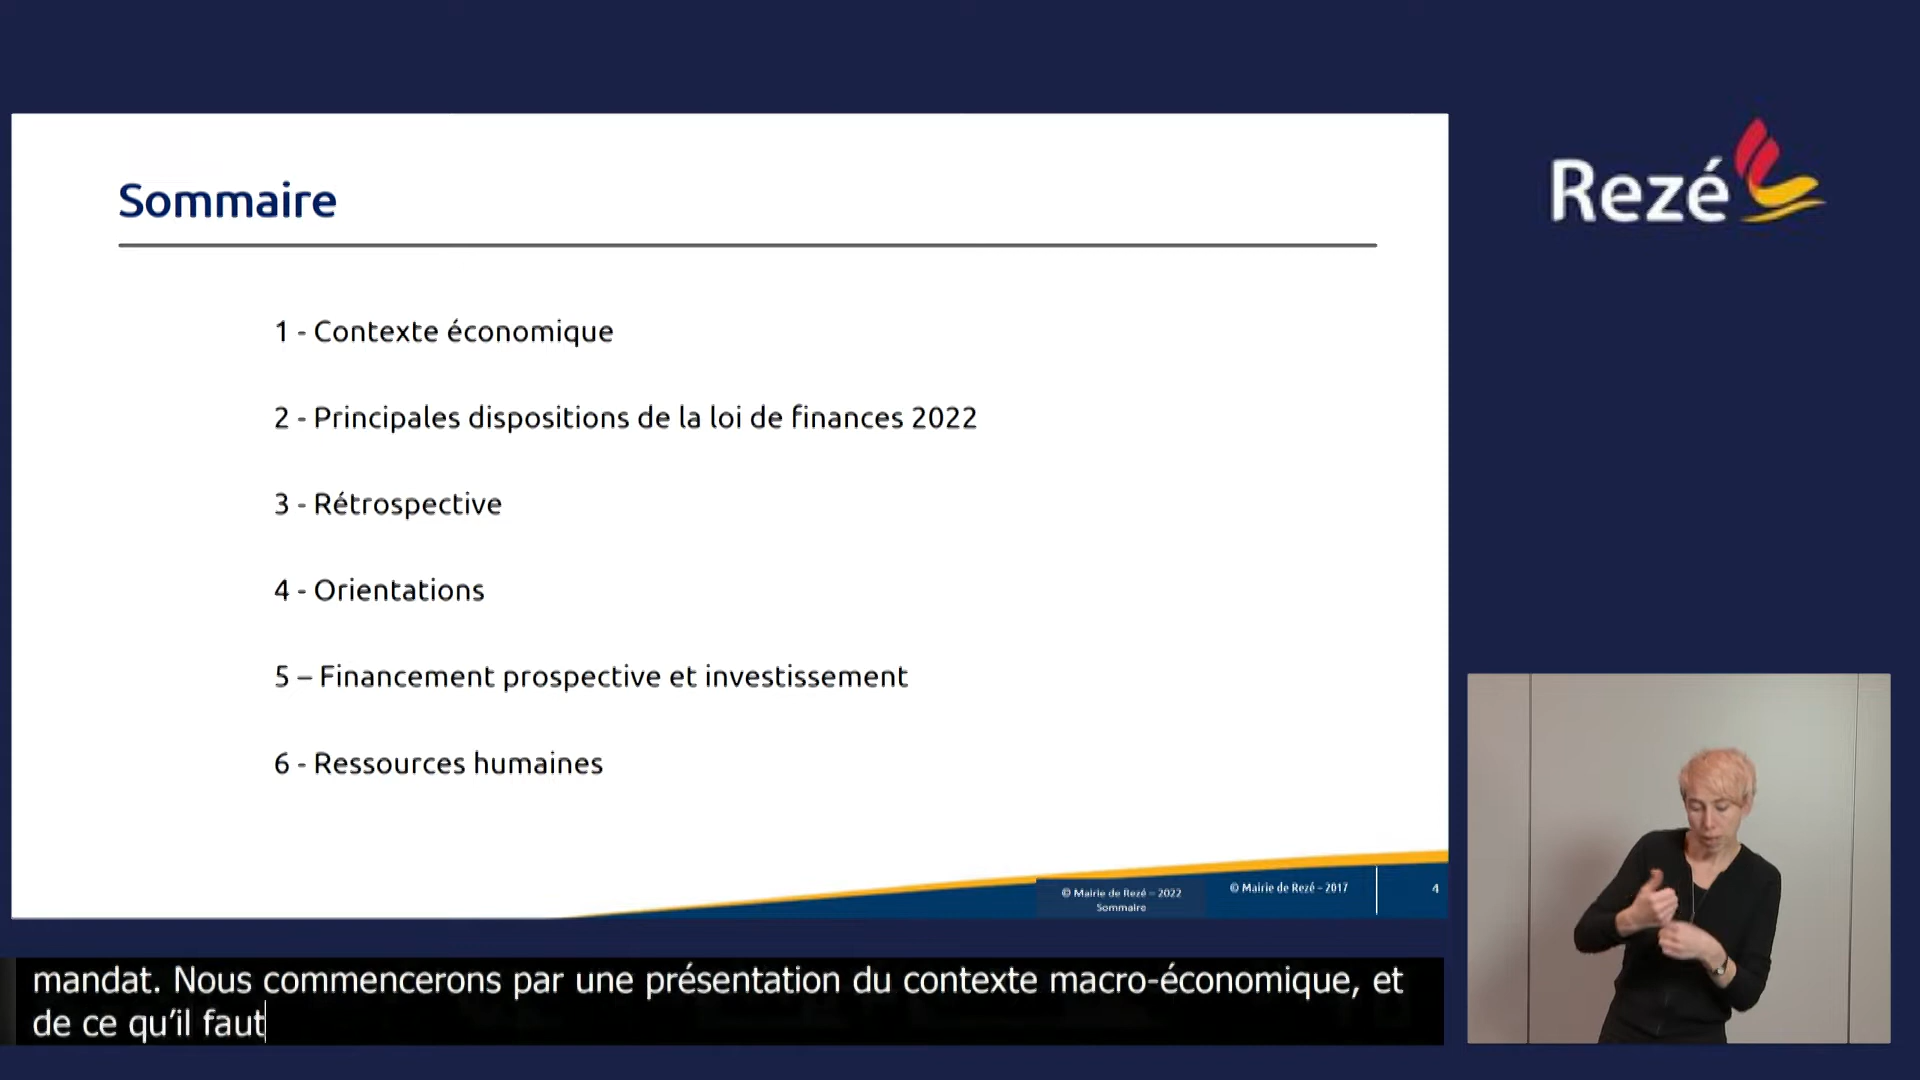 Sommaire
1 - Contexte économique
2 - Principales dispositions de la loi de finances 2022
3 - Rétrospective
4 - Orientations
5 – Financement prospective et investissement
6 - Ressources humaines
© Mairie de Rezé – 2022
Sommaire
© Mairie de Rezé - 2017
4
Rezé
mandat. Nous commencerons par une présentation du contexte macro-économique, et
de ce qu’il faut